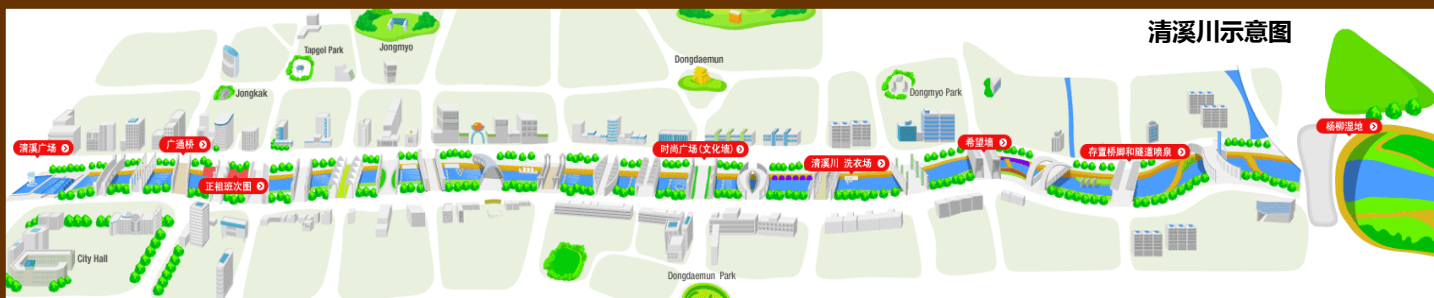 清溪川示意图
Tapgol Park
Jongmyo
Dongdaemun
Jongkak
Dongmyo Park
清溪广场
广通桥
正祖班次图
时尚广场(文化墙)
清溪川 洗衣场
希望墙
存置桥脚和隧道喷泉
杨柳湿地
City Hall
Dongdaemun Park